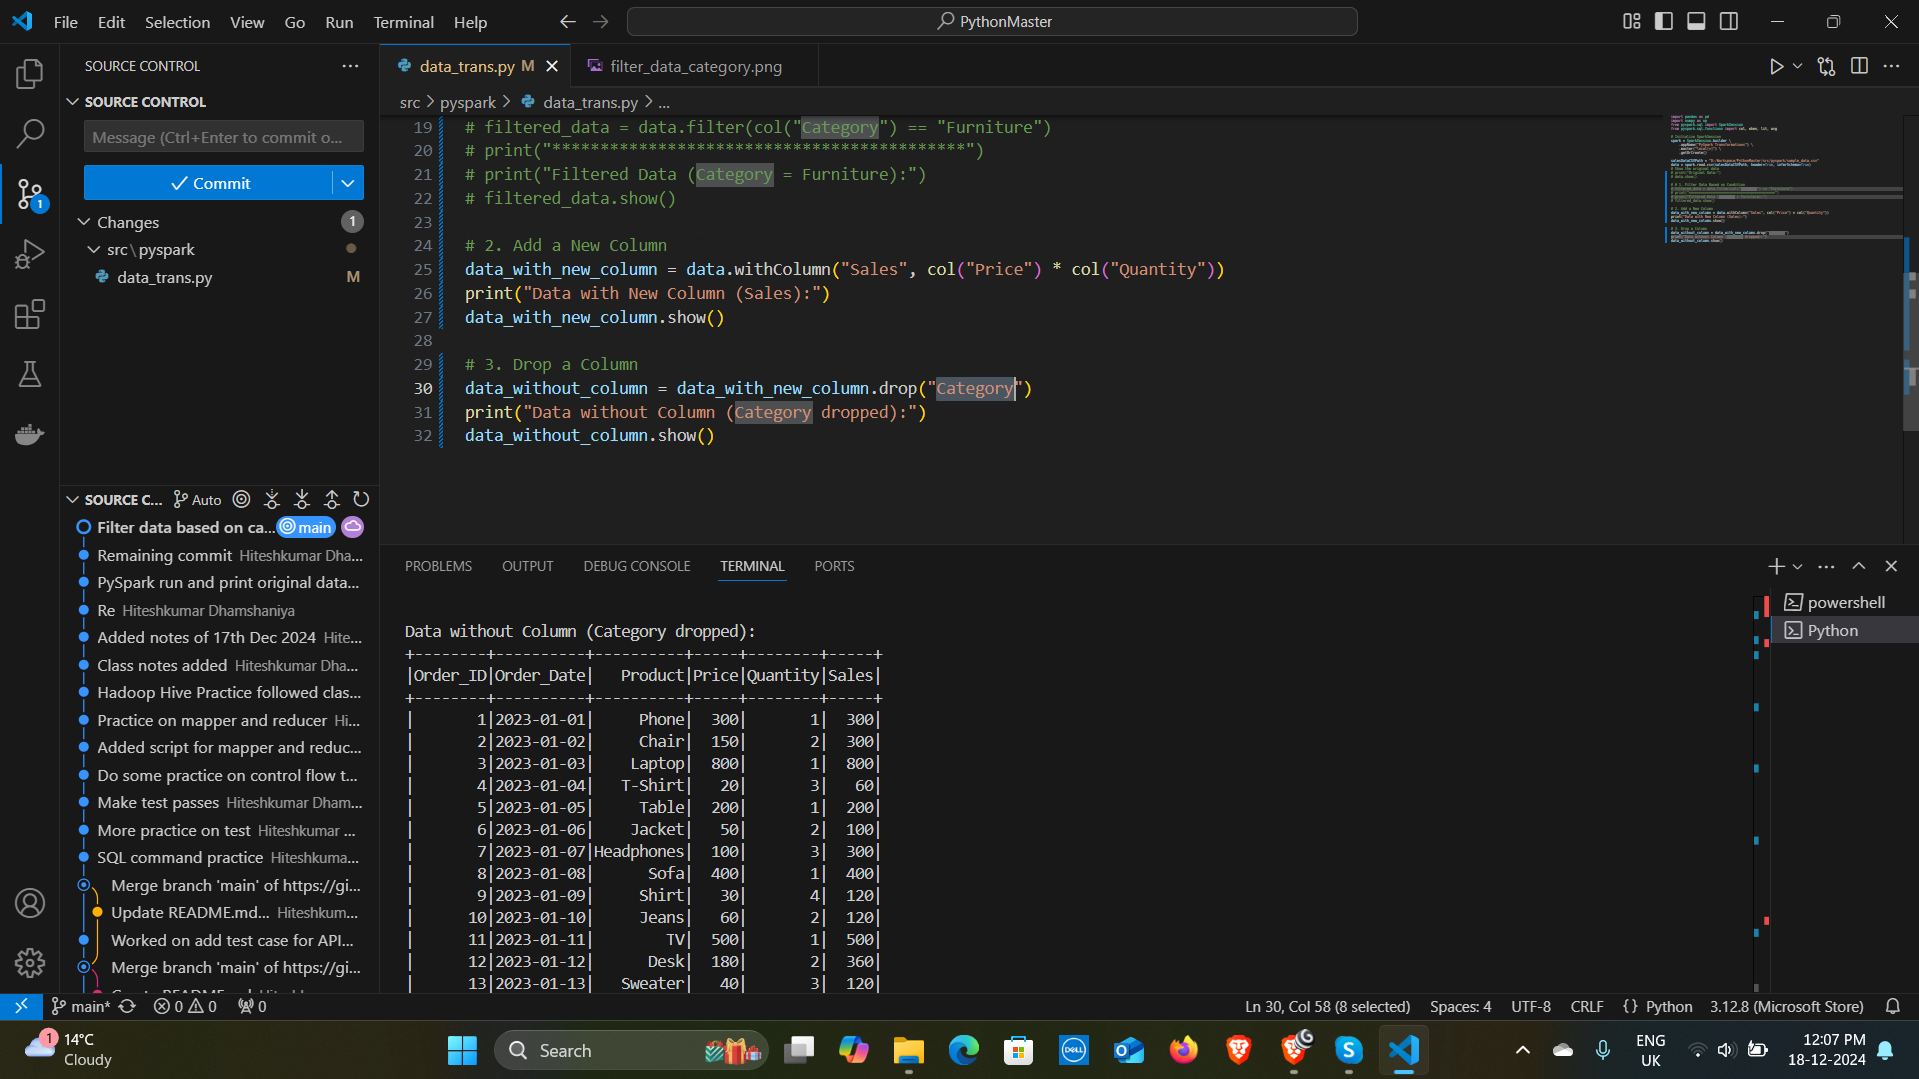 File Edit Selection View Go Run Terminal Help
PythonMaster
SOURCE CONTROL
SOURCE CONTROL
Message (Ctrl+Enter to commit o...
Commit
Changes 1
src\pyspark
data_trans.py M
1
SOURCE C... Auto
Filter data based on ca... main
Remaining commit Hiteshkumar Dha...
PySpark run and print original data...
Re Hiteshkumar Dhamshaniya
Added notes of 17th Dec 2024 Hite...
Class notes added Hiteshkumar Dha...
Hadoop Hive Practice followed clas...
Practice on mapper and reducer Hi...
Added script for mapper and reduc...
Do some practice on control flow t...
Make test passes Hiteshkumar Dham...
More practice on test Hiteshkumar ...
SQL command practice Hiteshkuma...
Merge branch 'main' of https://gi...
Update README.md... Hiteshkum...
Worked on add test case for API...
Merge branch 'main' of https://gi...
data_trans.py M
filter_data_category.png
src > pyspark > data_trans.py > ...
19 # filtered_data = data.filter(col("Category") == "Furniture")
20 # print("*******************************************")
21 # print("Filtered Data (Category = Furniture):")
22 # filtered_data.show()
23
24 # 2. Add a New Column
25 data_with_new_column = data.withColumn("Sales", col("Price") * col("Quantity"))
26 print("Data with New Column (Sales):")
27 data_with_new_column.show()
28
29 # 3. Drop a Column
30 data_without_column = data_with_new_column.drop("Category")
31 print("Data without Column (Category dropped):")
32 data_without_column.show()
PROBLEMS OUTPUT DEBUG CONSOLE TERMINAL PORTS
powershell
Python
Data without Column (Category dropped):
+--------+----------+----------+-----+--------+-----+
|Order_ID|Order_Date|   Product|Price|Quantity|Sales|
+--------+----------+----------+-----+--------+-----+
|       1|2023-01-01|     Phone|  300|       1|  300|
|       2|2023-01-02|     Chair|  150|       2|  300|
|       3|2023-01-03|    Laptop|  800|       1|  800|
|       4|2023-01-04|   T-Shirt|   20|       3|   60|
|       5|2023-01-05|     Table|  200|       1|  200|
|       6|2023-01-06|    Jacket|   50|       2|  100|
|       7|2023-01-07|Headphones|  100|       3|  300|
|       8|2023-01-08|      Sofa|  400|       1|  400|
|       9|2023-01-09|     Shirt|   30|       4|  120|
|      10|2023-01-10|     Jeans|   60|       2|  120|
|      11|2023-01-11|        TV|  500|       1|  500|
|      12|2023-01-12|      Desk|  180|       2|  360|
|      13|2023-01-13|   Sweater|   40|       3|  120|
main* 0 0 0
Ln 30, Col 58 (8 selected) Spaces: 4 UTF-8 CRLF {} Python 3.12.8 (Microsoft Store)
1
14°C
Cloudy
Search
DELL
ENG
UK
12:07 PM
18-12-2024